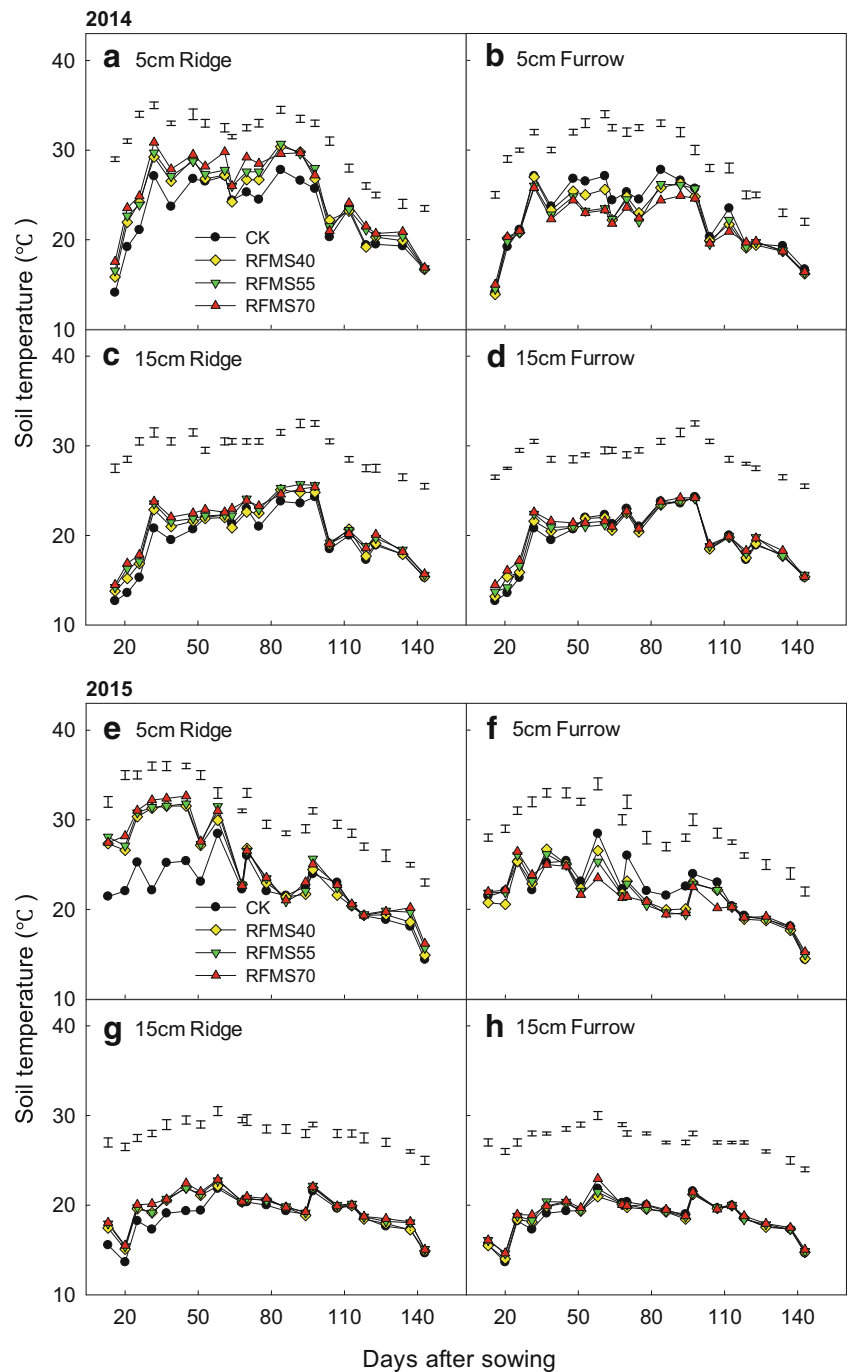 2014
a 5cm Ridge
b 5cm Furrow
40
30
20
10
CK
RFMS40
RFMS55
RFMS70
c 15cm Ridge
d 15cm Furrow
40
30
20
10
Soil temperature (℃)
20 50 80 110 140 20 50 80 110 140
2015
e 5cm Ridge
f 5cm Furrow
40
30
20
10
CK
RFMS40
RFMS55
RFMS70
g 15cm Ridge
h 15cm Furrow
40
30
20
10
Soil temperature (℃)
20 50 80 110 140 20 50 80 110 140
Days after sowing